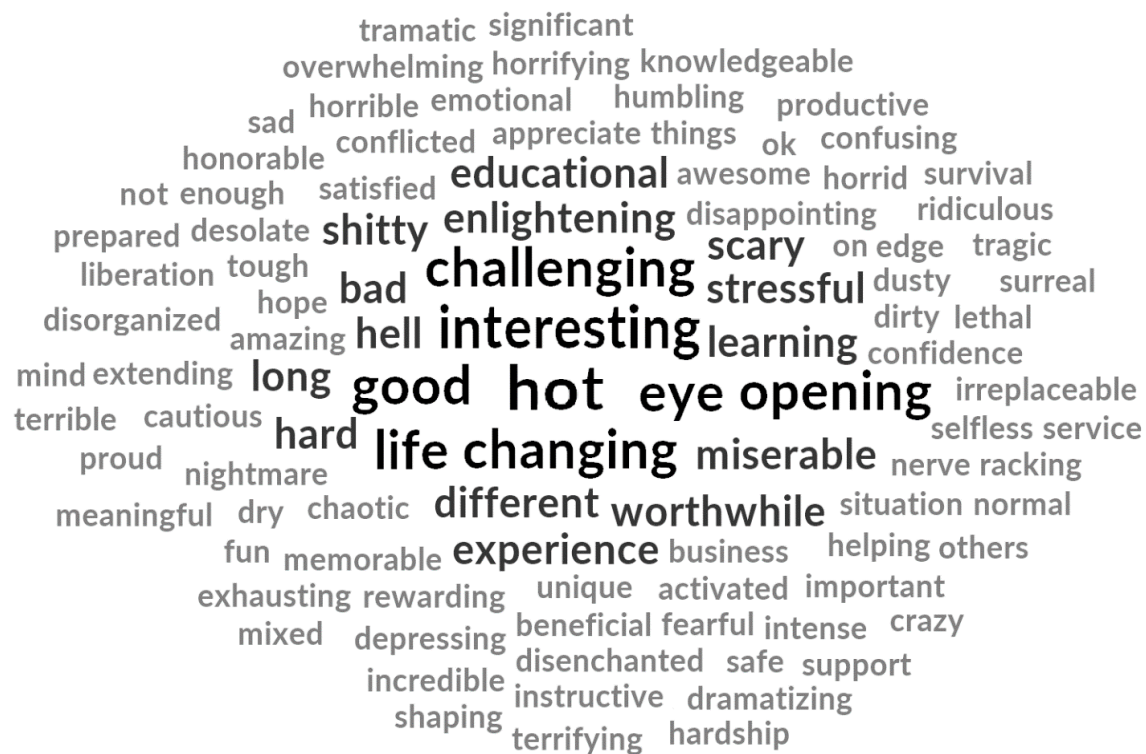 tramatic significant
overwhelming horrifying knowledgeable
horrible emotional humbling productive
sad conflicted appreciate things ok confusing
honorable educational awesome horrid survival
not enough satisfied enlightening disappointing ridiculous
prepared desolate shitty scary on edge tragic
liberation tough challenging dusty surreal
hope bad stressful
disorganized hell interesting dirty lethal
amazing learning confidence
mind extending long good hot eye opening irreplaceable
terrible cautious hard selfless service
proud life changing miserable nerve racking
nightmare
meaningful dry chaotic different worthwhile situation normal
fun memorable experience business helping others
exhausting rewarding unique activated important
mixed depressing beneficial fearful intense crazy
disenchanted safe support
incredible instructive dramatizing
shaping terrifying hardship